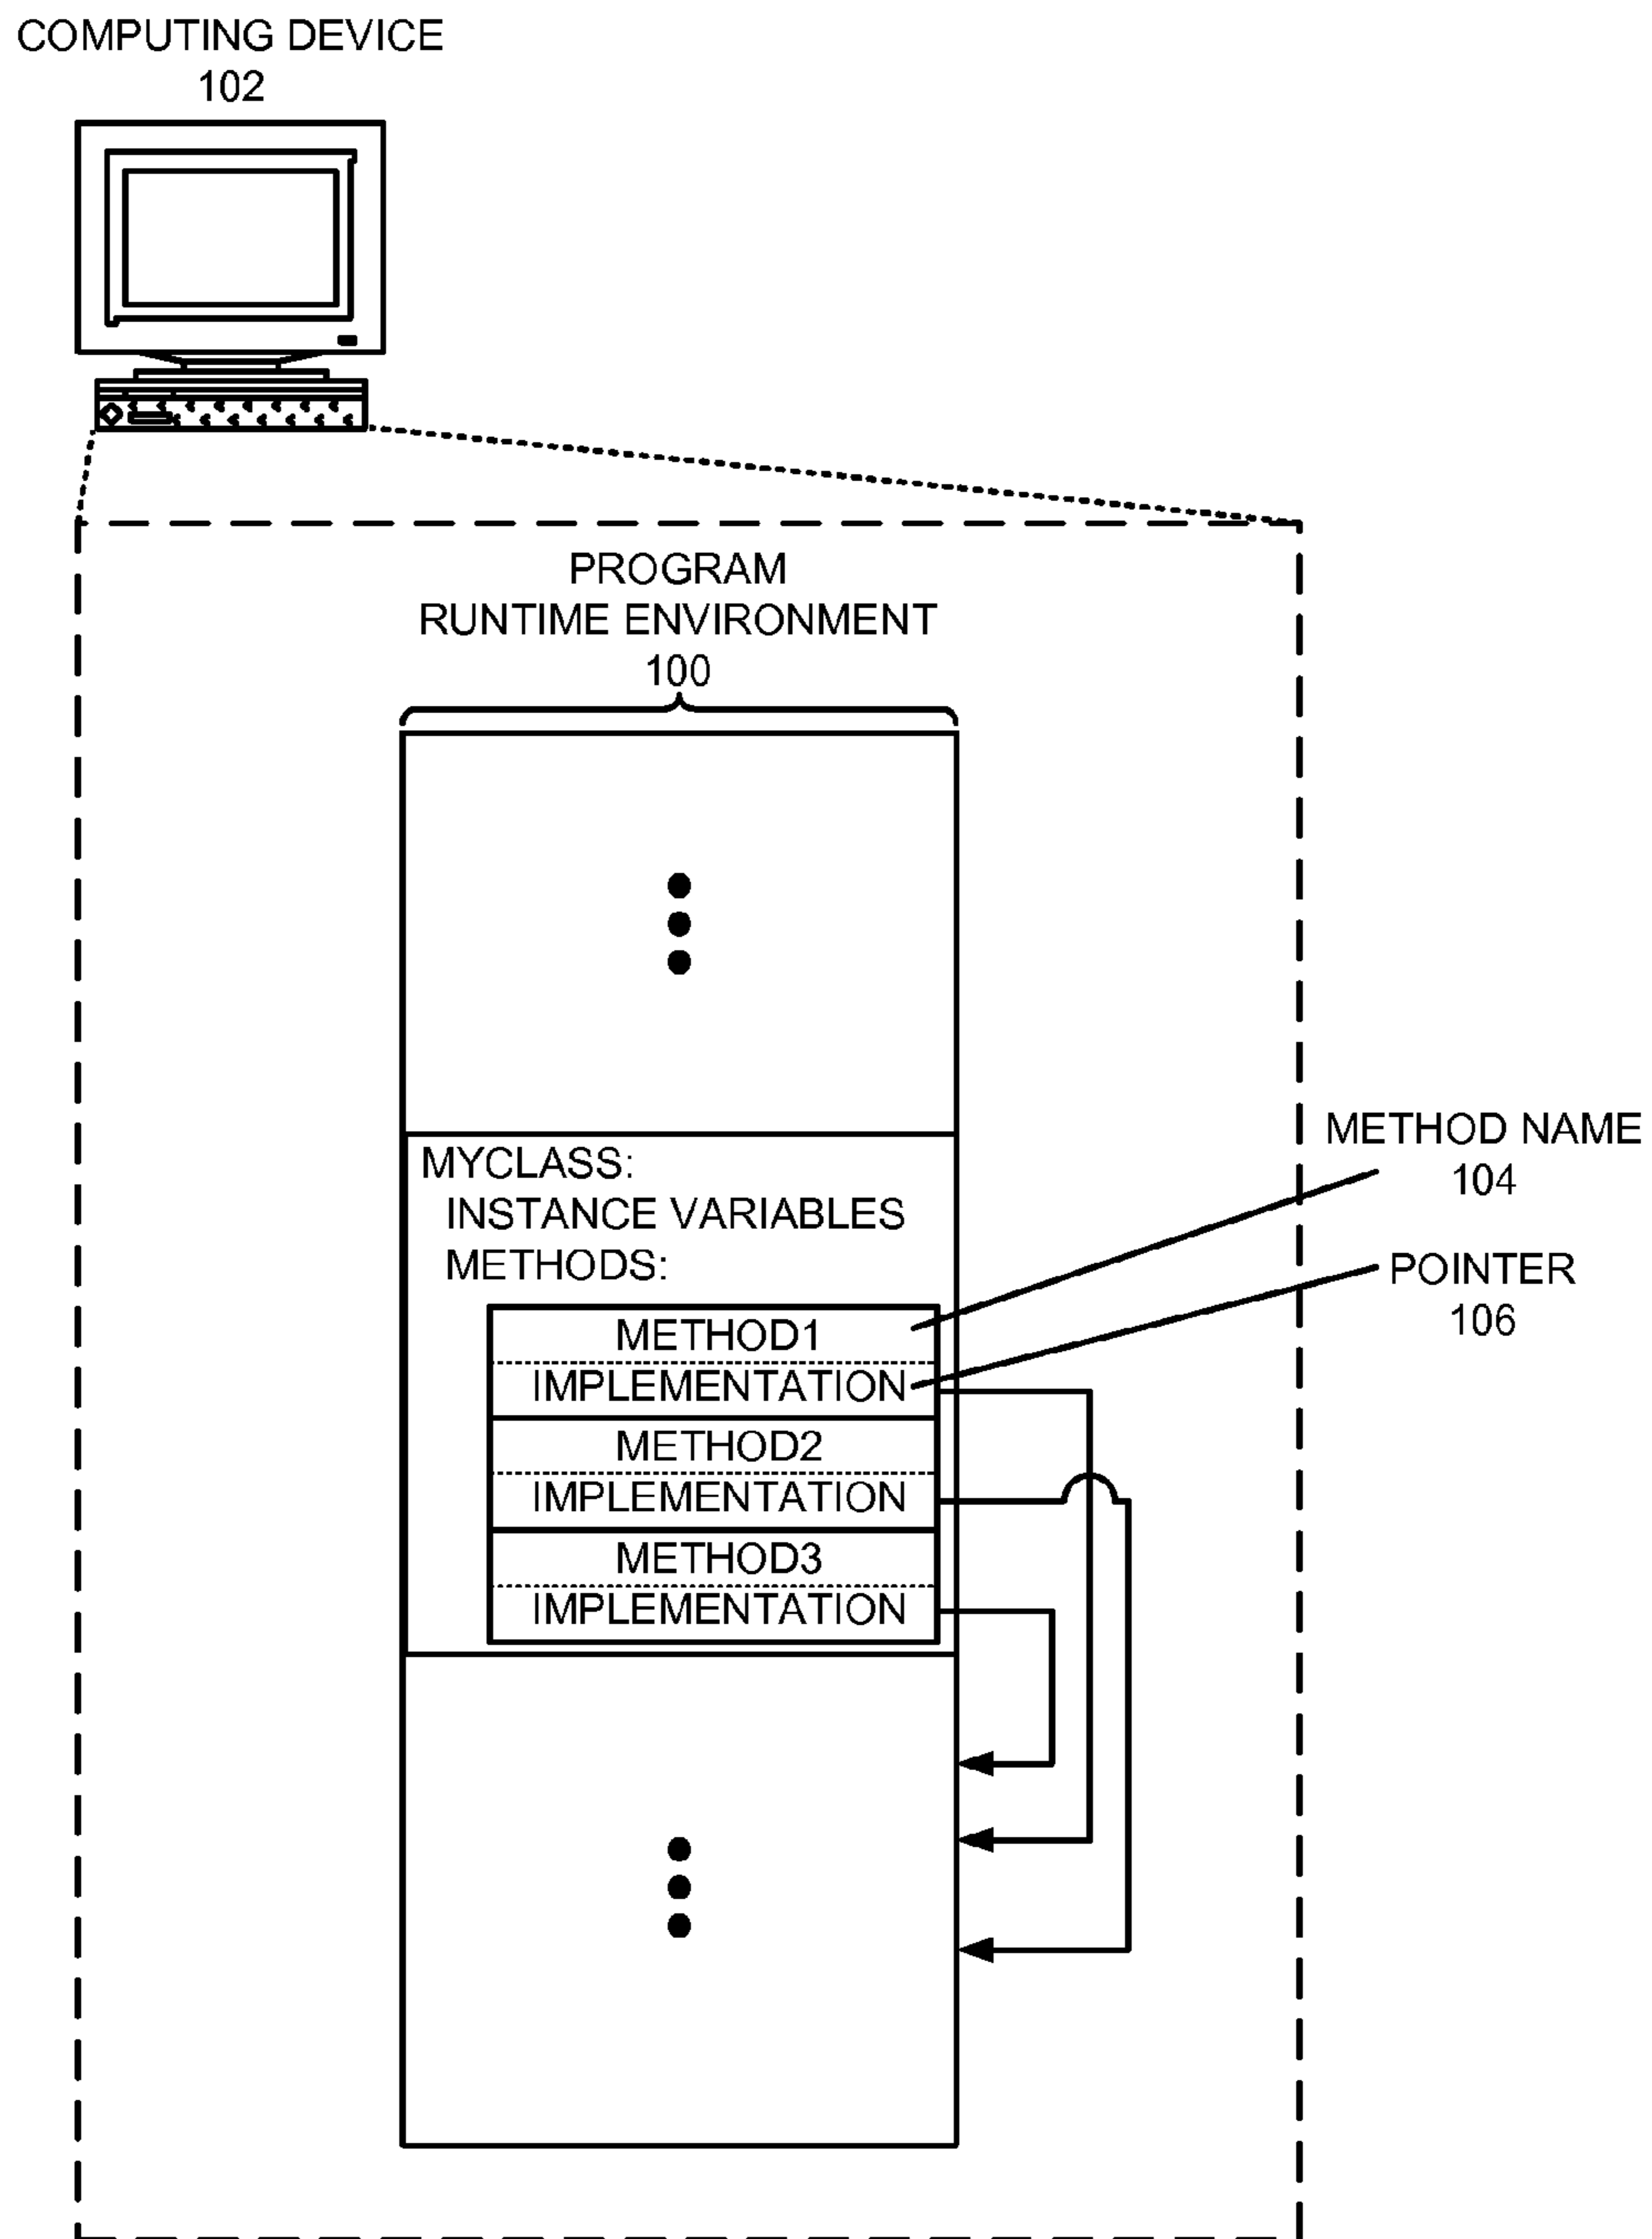 COMPUTING DEVICE
102
PROGRAM
RUNTIME ENVIRONMENT
100
MYCLASS:
INSTANCE VARIABLES
METHODS:
METHOD1
IMPLEMENTATION
METHOD2
IMPLEMENTATION
METHOD3
IMPLEMENTATION
METHOD NAME
104
POINTER
106